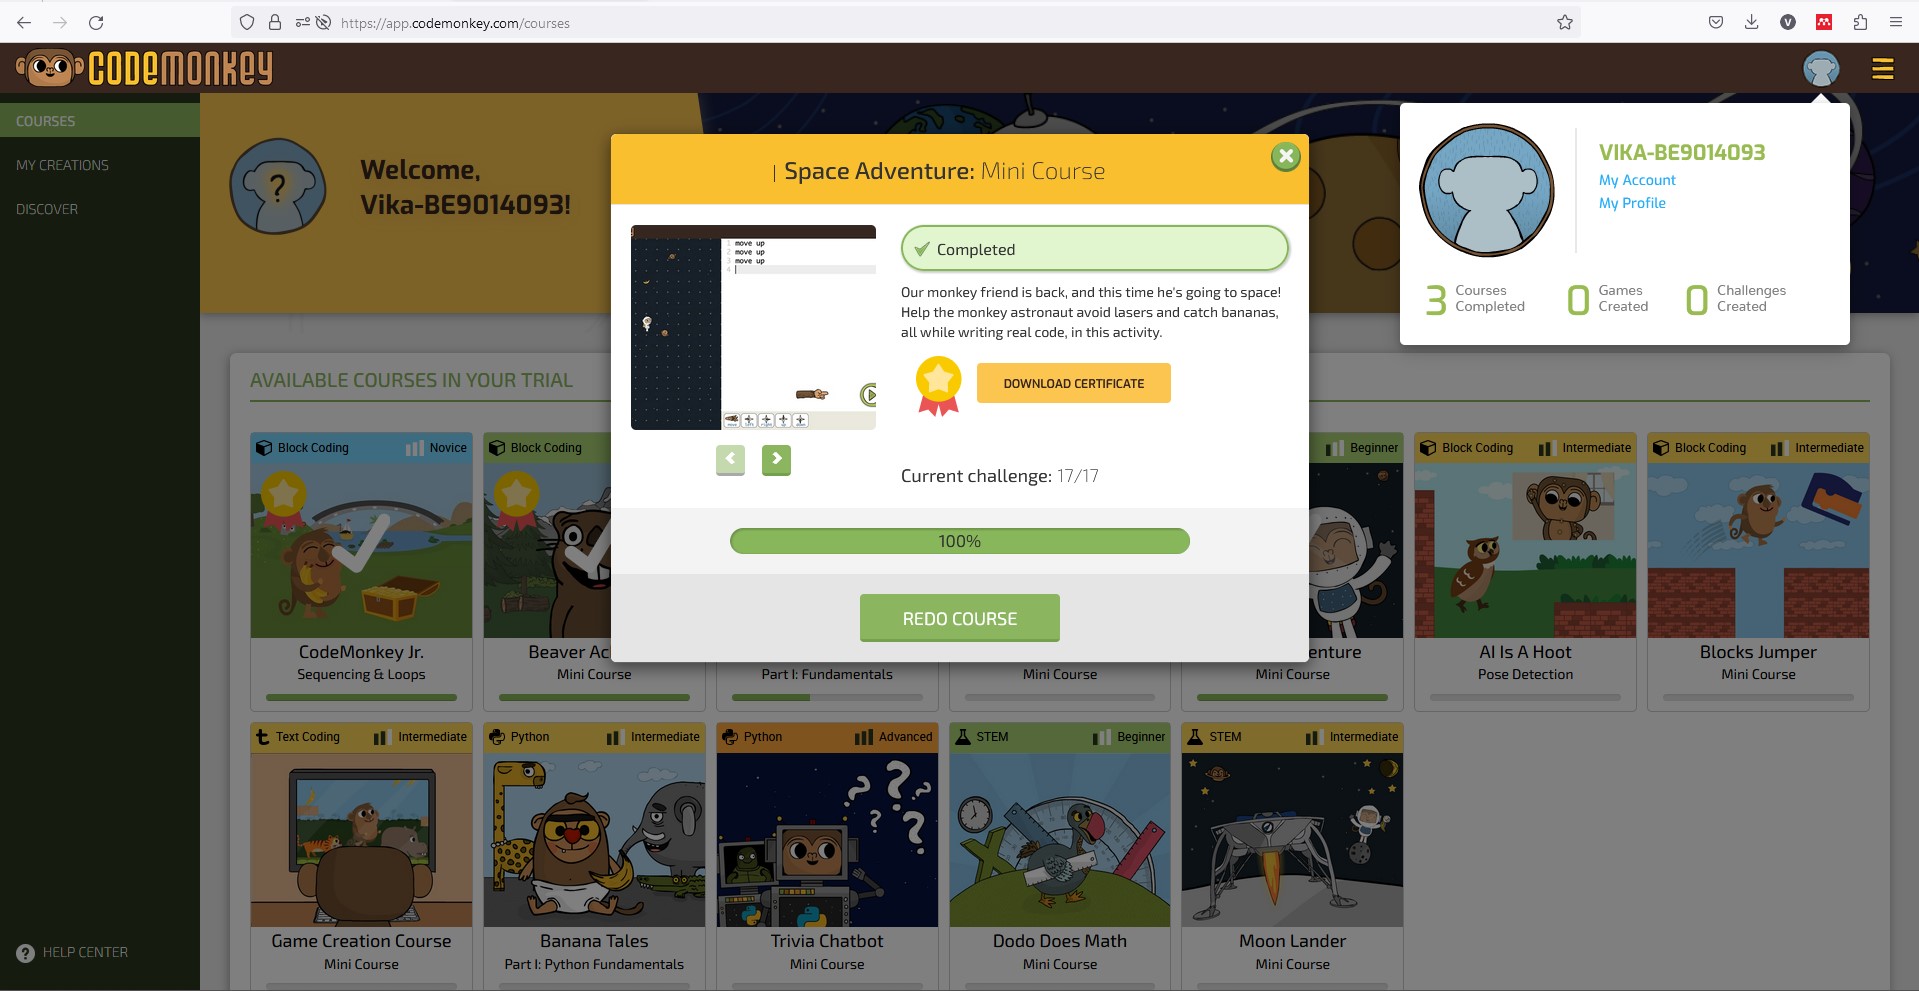 https://app.codemonkey.com/courses
CODEMONKEY
COURSES
MY CREATIONS
DISCOVER
HELP CENTER
Welcome,
Vika-BE9014093!
VIKA-BE9014093
My Account
My Profile
3 Courses Completed
0 Games Created
0 Challenges Created
| Space Adventure: Mini Course
1 move up
2 move up
3 move up
4
Completed
Our monkey friend is back, and this time he's going to space!
Help the monkey astronaut avoid lasers and catch bananas,
all while writing real code, in this activity.
DOWNLOAD CERTIFICATE
Current challenge: 17/17
100%
REDO COURSE
AVAILABLE COURSES IN YOUR TRIAL
Block Coding Novice
CodeMonkey Jr.
Sequencing & Loops
Block Coding
Beaver Ac
Mini Course
Part I: Fundamentals
Mini Course
Beginner
enture
Mini Course
Block Coding Intermediate
AI Is A Hoot
Pose Detection
Block Coding Intermediate
Blocks Jumper
Mini Course
Text Coding Intermediate
Game Creation Course
Mini Course
Python Intermediate
Banana Tales
Part I: Python Fundamentals
Python Advanced
Trivia Chatbot
Mini Course
STEM Beginner
Dodo Does Math
Mini Course
STEM Intermediate
Moon Lander
Mini Course